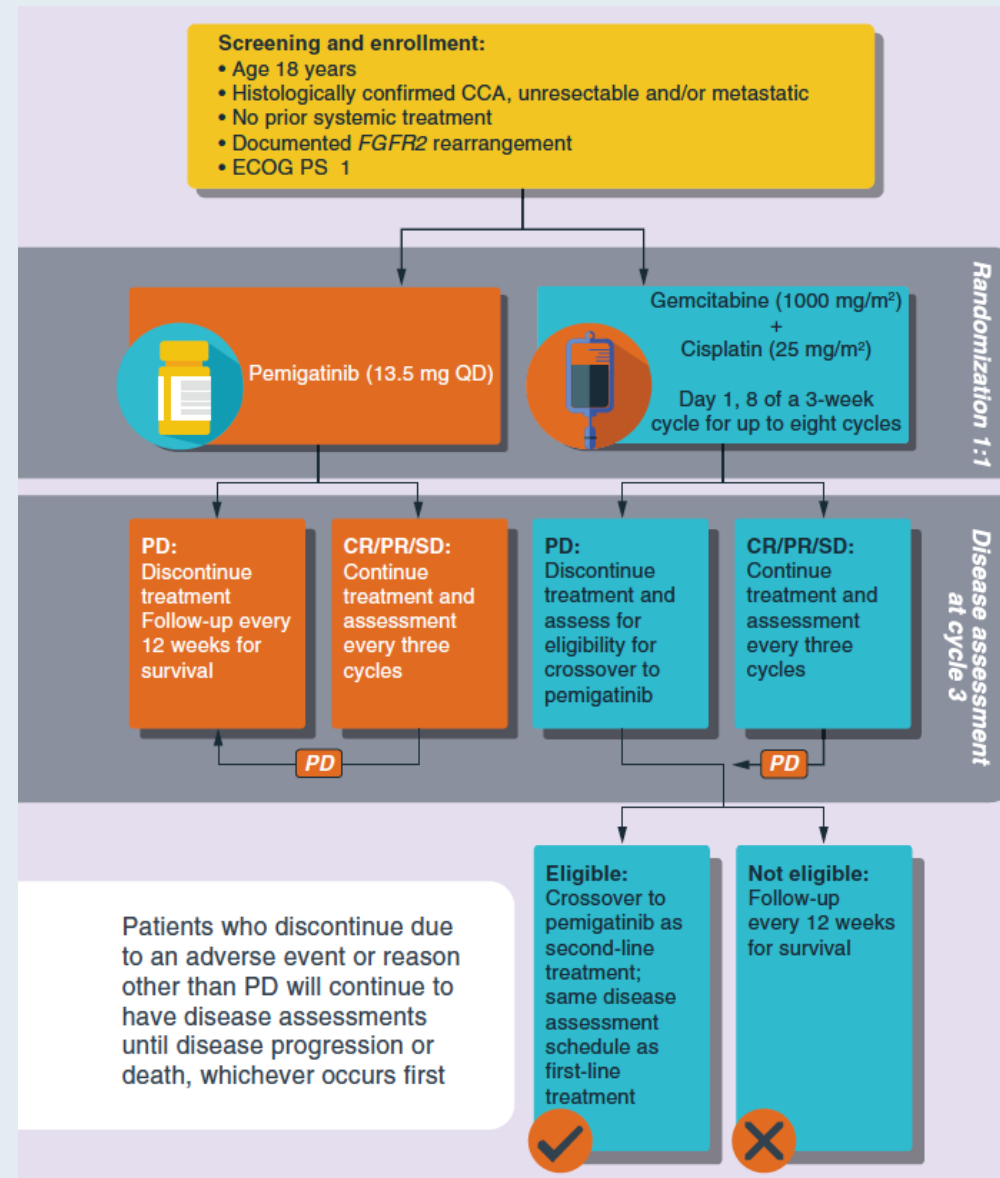 Screening and enrollment:
• Age 18 years
• Histologically confirmed CCA, unresectable and/or metastatic
• No prior systemic treatment
• Documented FGFR2 rearrangement
• ECOG PS 1
Randomization 1:1
Pemigatinib (13.5 mg QD)
Gemcitabine (1000 mg/m²)
+
Cisplatin (25 mg/m²)
Day 1, 8 of a 3-week
cycle for up to eight cycles
Disease assessment
at cycle 3
PD:
Discontinue
treatment
Follow-up every
12 weeks for
survival
CR/PR/SD:
Continue
treatment and
assessment
every three
cycles
PD:
Discontinue
treatment and
assess for
eligibility for
crossover to
pemigatinib
CR/PR/SD:
Continue
treatment and
assessment
every three
cycles
PD
PD
Eligible:
Crossover to
pemigatinib as
second-line
treatment;
same disease
assessment
schedule as
first-line
treatment
Not eligible:
Follow-up
every 12 weeks
for survival
Patients who discontinue due
to an adverse event or reason
other than PD will continue to
have disease assessments
until disease progression or
death, whichever occurs first